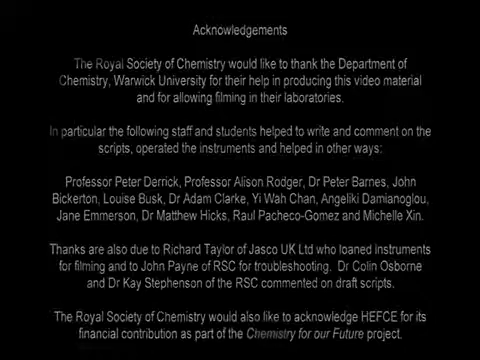 Acknowledgements
The Royal Society of Chemistry would like to thank the Department of
Chemistry, Warwick University for their help in producing this video material
and for allowing filming in their laboratories.
In particular the following staff and students helped to write and comment on the
scripts, operated the instruments and helped in other ways:
Professor Peter Derrick, Professor Alison Rodger, Dr Peter Barnes, John
Bickerton, Louise Busk, Dr Adam Clarke, Yi Wah Chan, Angeliki Damianoglou,
Jane Emmerson, Dr Matthew Hicks, Raul Pacheco-Gomez and Michelle Xin.
Thanks are also due to Richard Taylor of Jasco UK Ltd who loaned instruments
for filming and to John Payne of RSC for troubleshooting. Dr Colin Osborne
and Dr Kay Stephenson of the RSC commented on draft scripts.
The Royal Society of Chemistry would also like to acknowledge HEFCE for its
financial contribution as part of the Chemistry for our Future project.